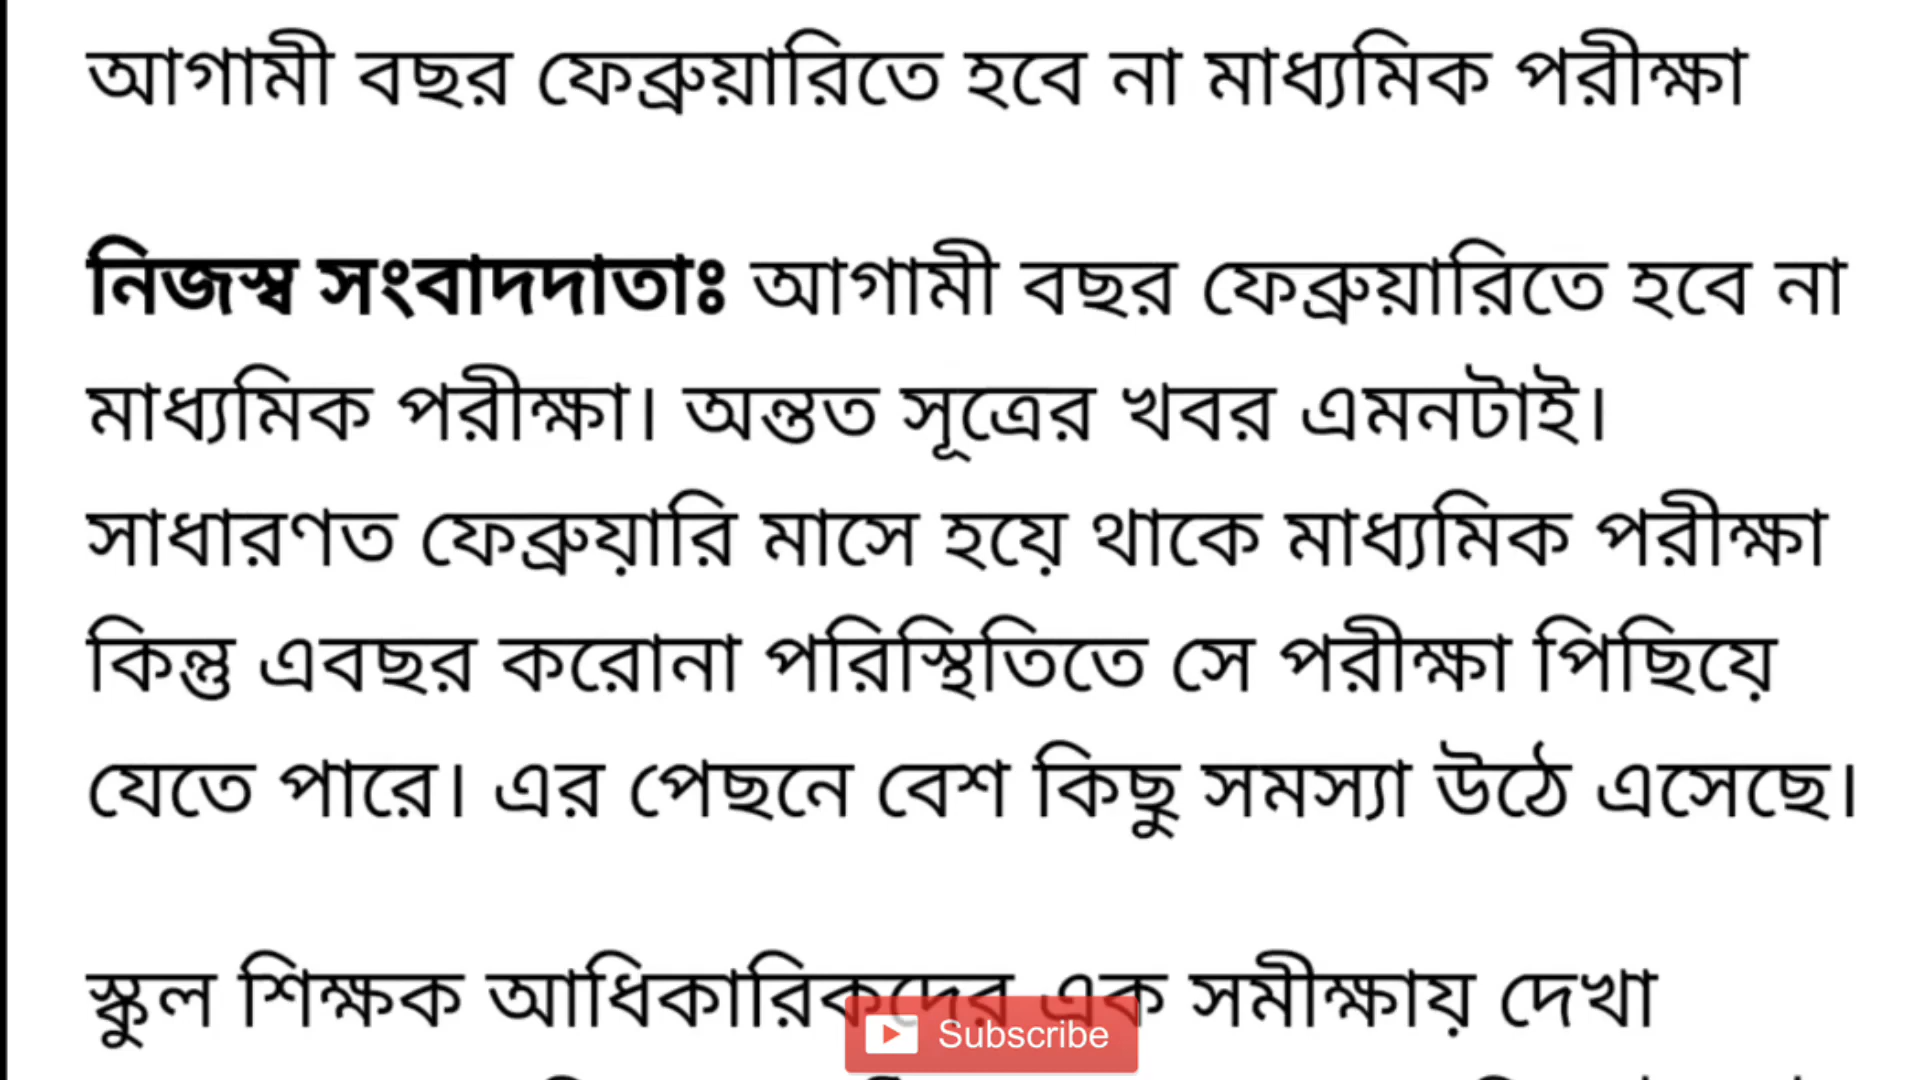 আগামী বছর ফেব্রুয়ারিতে হবে না মাধ্যমিক পরীক্ষা
নিজস্ব সংবাদদাতাঃ আগামী বছর ফেব্রুয়ারিতে হবে না
মাধ্যমিক পরীক্ষা। অন্তত সূত্রের খবর এমনটাই।
সাধারণত ফেব্রুয়ারি মাসে হয়ে থাকে মাধ্যমিক পরীক্ষা
কিন্তু এবছর করোনা পরিস্থিতিতে সে পরীক্ষা পিছিয়ে
যেতে পারে। এর পেছনে বেশ কিছু সমস্যা উঠে এসেছে।
স্কুল শিক্ষক আধিকারিকদের এক সমীক্ষায় দেখা
Subscribe